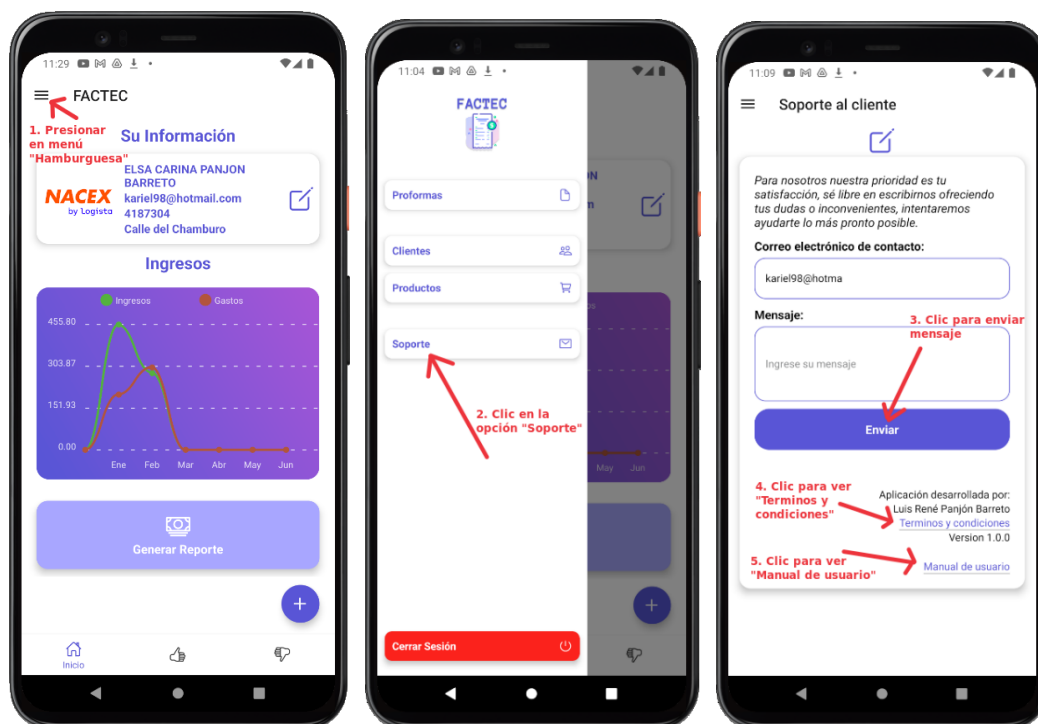 11:29
FACTEC
1. Presionar
en menú
"Hamburguesa"
Su Información
NACEX
by Logista
ELSA CARINA PANJON
BARRETO
kariel98@hotmail.com
4187304
Calle del Chamburo
Ingresos
Ingresos
Gastos
455.80
303.87
151.93
0.00
Ene Feb Mar Abr May Jun
Generar Reporte
+
Inicio
11:04
FACTEC
Proformas
Clientes
Productos
Soporte
2. Clic en la
opción "Soporte"
Cerrar Sesión
ON
m
os
May Jun
+
11:09
Soporte al cliente
Para nosotros nuestra prioridad es tu
satisfacción, sé libre en escribirnos ofreciendo
tus dudas o inconvenientes, intentaremos
ayudarte lo más pronto posible.
Correo electrónico de contacto:
kariel98@hotma
Mensaje:
3. Clic para enviar
mensaje
Ingrese su mensaje
Enviar
4. Clic para ver
"Terminos y
condiciones"
Aplicación desarrollada por:
Luis René Panjón Barreto
Terminos y condiciones
Version 1.0.0
5. Clic para ver
"Manual de usuario"
Manual de usuario